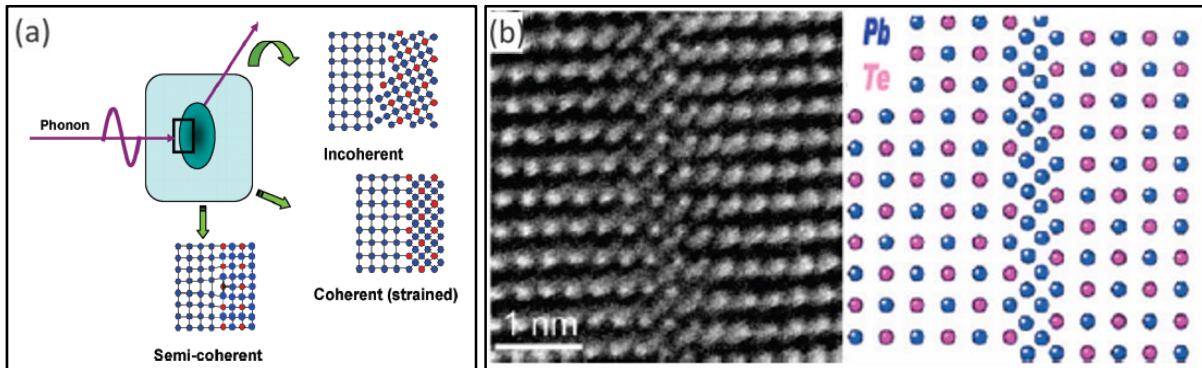 (a)
Phonon
Incoherent
Coherent (strained)
Semi-coherent
(b)
1 nm
Pb
Te